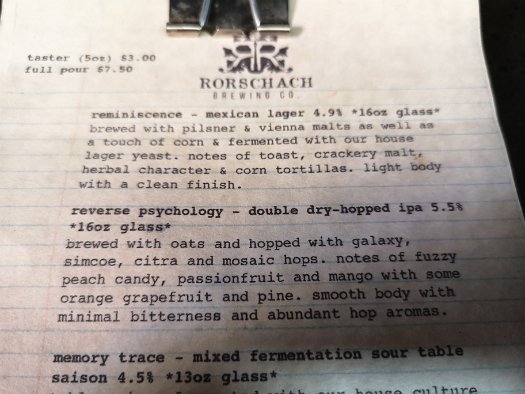 taster (5oz) $3.00
full pour $7.50
RORSCHACH
BREWING CO.
reminiscence - mexican lager 4.9% *16oz glass*
brewed with pilsner & vienna malts as well as
a touch of corn & fermented with our house
lager yeast. notes of toast, crackery malt,
herbal character & corn tortillas. light body
with a clean finish.
reverse psychology - double dry-hopped ipa 5.5%
*16oz glass*
brewed with oats and hopped with galaxy,
simcoe, citra and mosaic hops. notes of fuzzy
peach candy, passionfruit and mango with some
orange grapefruit and pine. smooth body with
minimal bitterness and abundant hop aromas.
memory trace - mixed fermentation sour table
saison 4.5% *13oz glass*
with our house culture